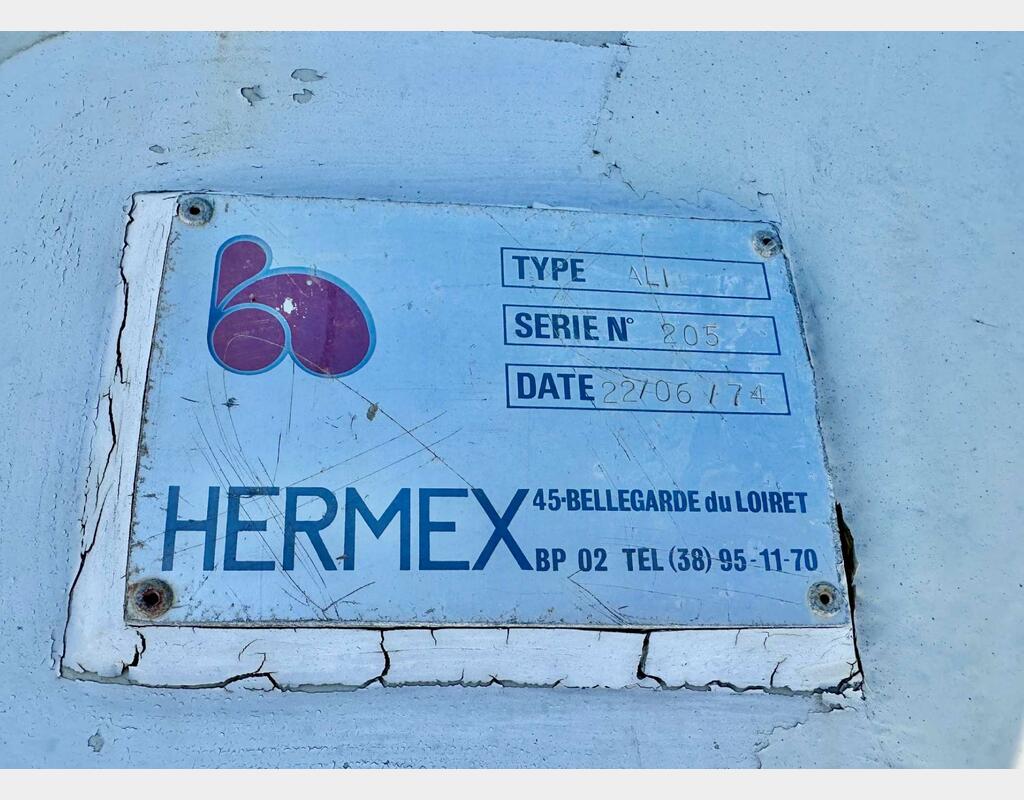 TYPE ALI
SERIE N° 205
DATE 22/06/74
HERMEX 45-BELLEGARDE du LOIRET
BP 02 TEL (38) 95-11-70